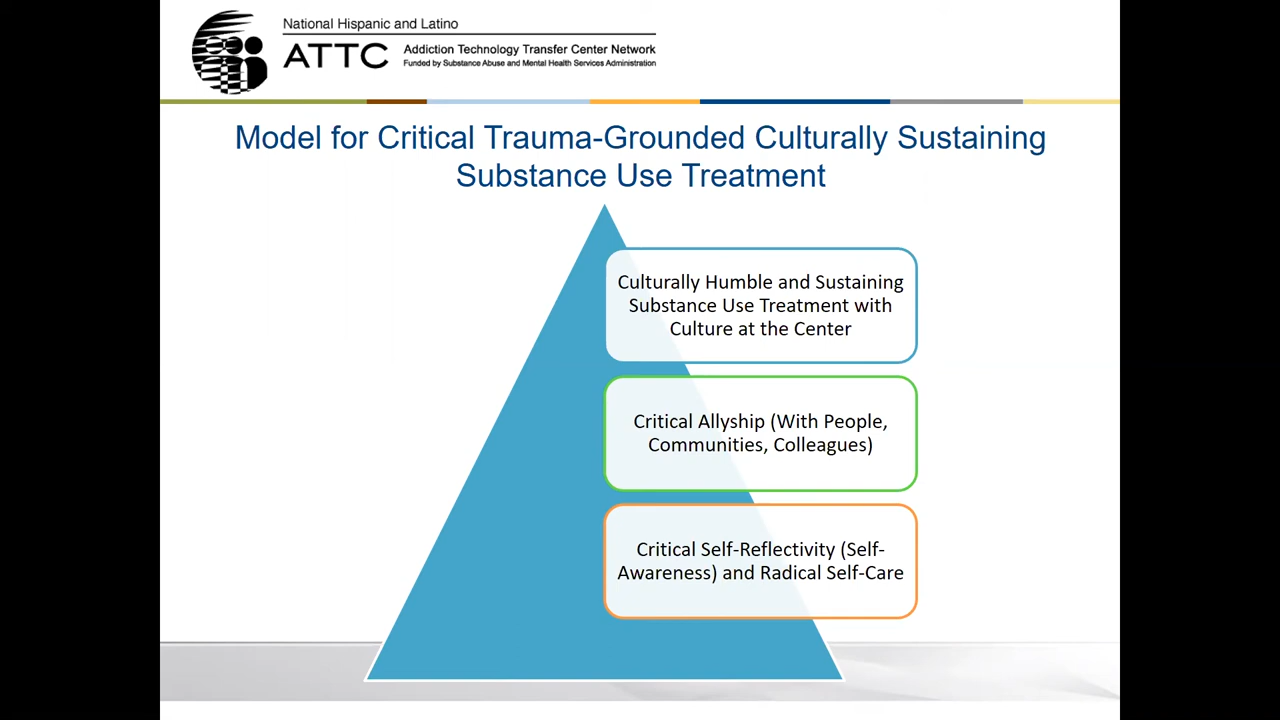 National Hispanic and Latino
ATTC
Addiction Technology Transfer Center Network
Funded by Substance Abuse and Mental Health Services Administration
Model for Critical Trauma-Grounded Culturally Sustaining
Substance Use Treatment
Culturally Humble and Sustaining
Substance Use Treatment with
Culture at the Center
Critical Allyship (With People,
Communities, Colleagues)
Critical Self-Reflectivity (Self-
Awareness) and Radical Self-Care